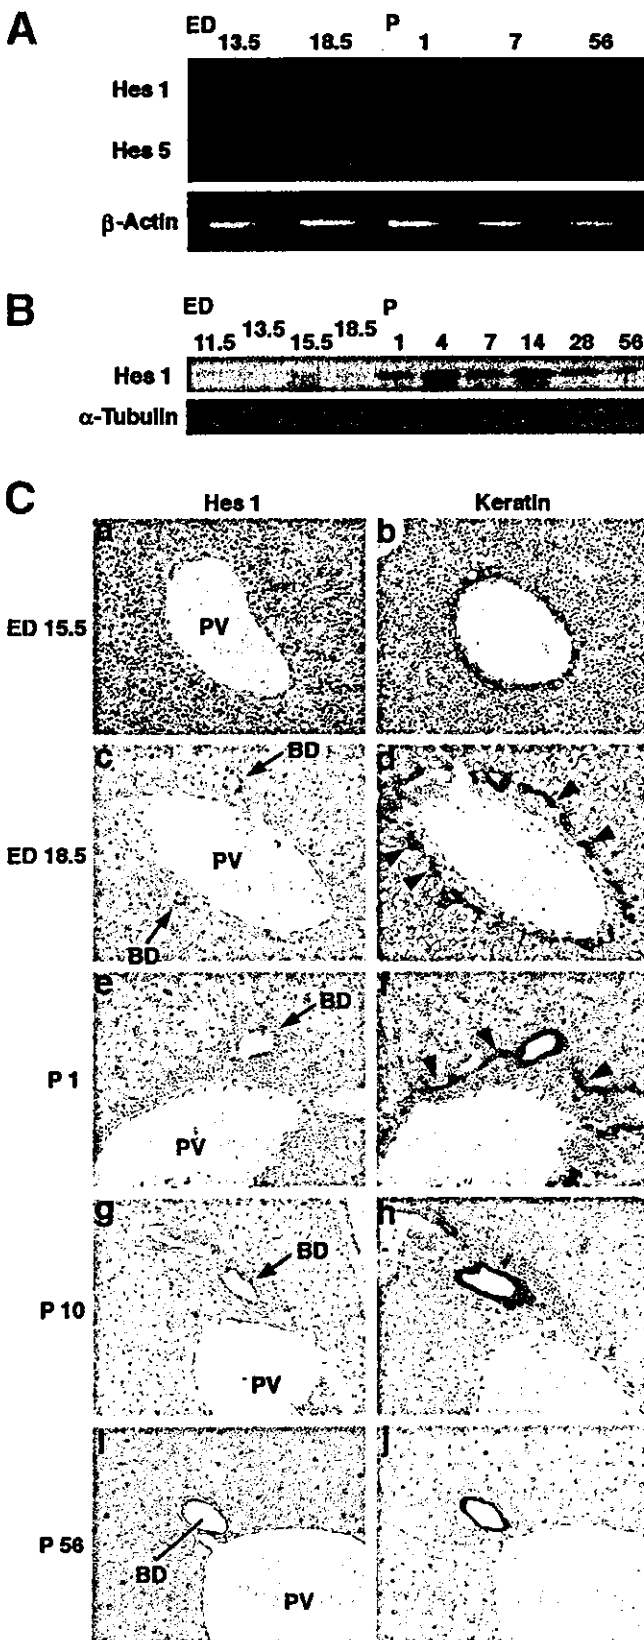 A
ED P
13.5 18.5 1 7 56
Hes 1
Hes 5
β-Actin
B
ED P
11.5 13.5 15.5 18.5 1 4 7 14 28 56
Hes 1
α-Tubulin
C
Hes 1 Keratin
a b
ED 15.5 PV
c d
BD
ED 18.5 PV
BD
e f
BD
P 1
PV
g h
BD
P 10
PV
i j
P 56
BD
PV